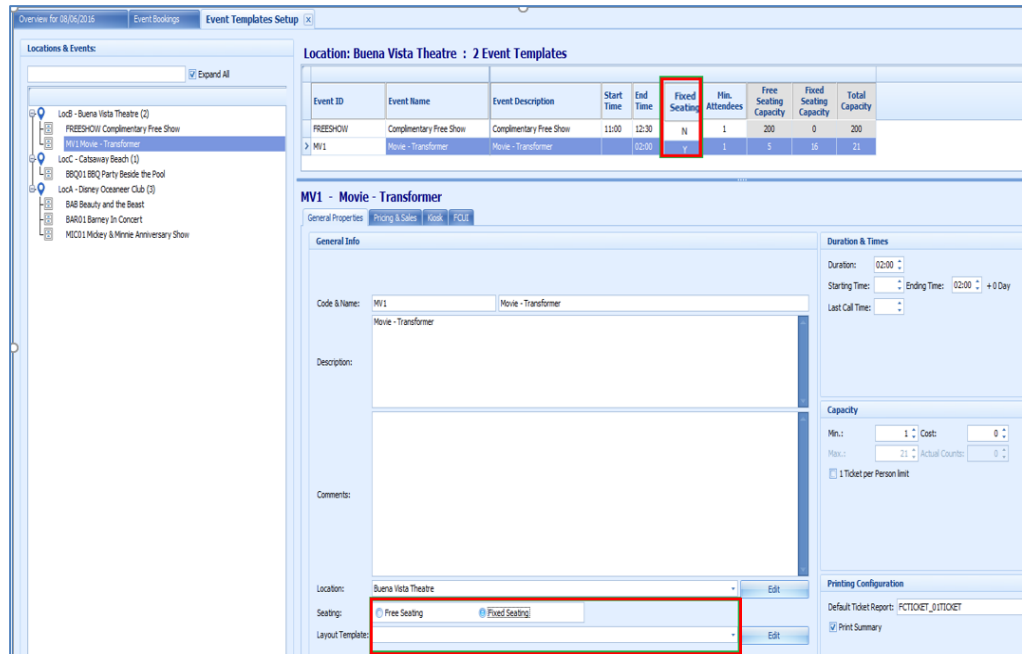 Overview for 08/06/2016 Event Bookings Event Templates Setup x
Locations & Events:
Expand All
LocB - Buena Vista Theatre (2)
FREESHOW Complimentary Free Show
MV1 Movie - Transformer
LocC - Catsaway Beach (1)
BBQ01 BBQ Party Beside the Pool
LocA - Disney Oceaneer Club (3)
BAB Beauty and the Beast
BAR01 Barney In Concert
MIC01 Mickey & Minnie Anniversary Show
Location: Buena Vista Theatre : 2 Event Templates
Event ID Event Name Event Description Start Time End Time Fixed Seating Min. Attendees Free Seating Capacity Fixed Seating Capacity Total Capacity
FREESHOW Complimentary Free Show Complimentary Free Show 11:00 12:30 N 1 200 0 200
MV1 Movie - Transformer Movie - Transformer 02:00 Y 1 5 16 21
MV1 - Movie - Transformer
General Properties Pricing & Sales Kiosk FCUI
General Info
Code & Name: MV1 Movie - Transformer
Description: Movie - Transformer
Comments:
Location: Buena Vista Theatre Edit
Seating: Free Seating Fixed Seating
Layout Template: Edit
Duration & Times
Duration: 02:00
Starting Time: Ending Time: 02:00 + 0 Day
Last Call Time:
Capacity
Min.: 1 Cost: 0
Max.: 21 Actual Counts: 0
1 Ticket per Person limit
Printing Configuration
Default Ticket Report: FCTICKET_01TICKET
Print Summary